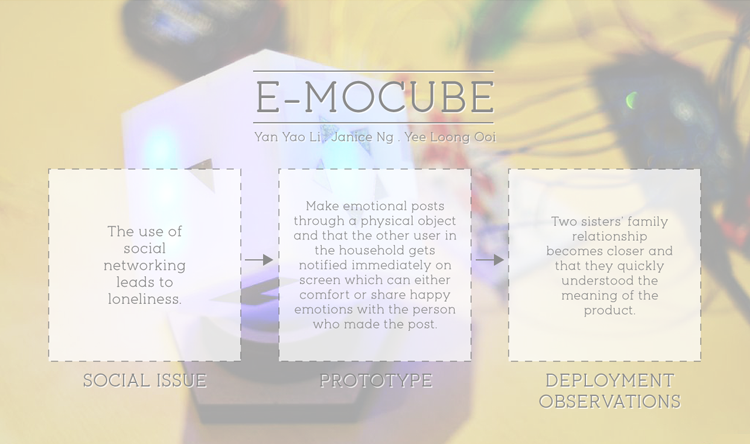 E-MOCUBE
Yan Yao Li . Janice Ng . Yee Loong Ooi
The use of
social
networking
leads to
loneliness.
Make emotional posts
through a physical object
and that the other user in
the household gets
notified immediately on
screen which can either
comfort or share happy
emotions with the person
who made the post.
Two sisters' family
relationship
becomes closer and
that they quickly
understood the
meaning of the
product.
SOCIAL ISSUE
PROTOTYPE
DEPLOYMENT
OBSERVATIONS